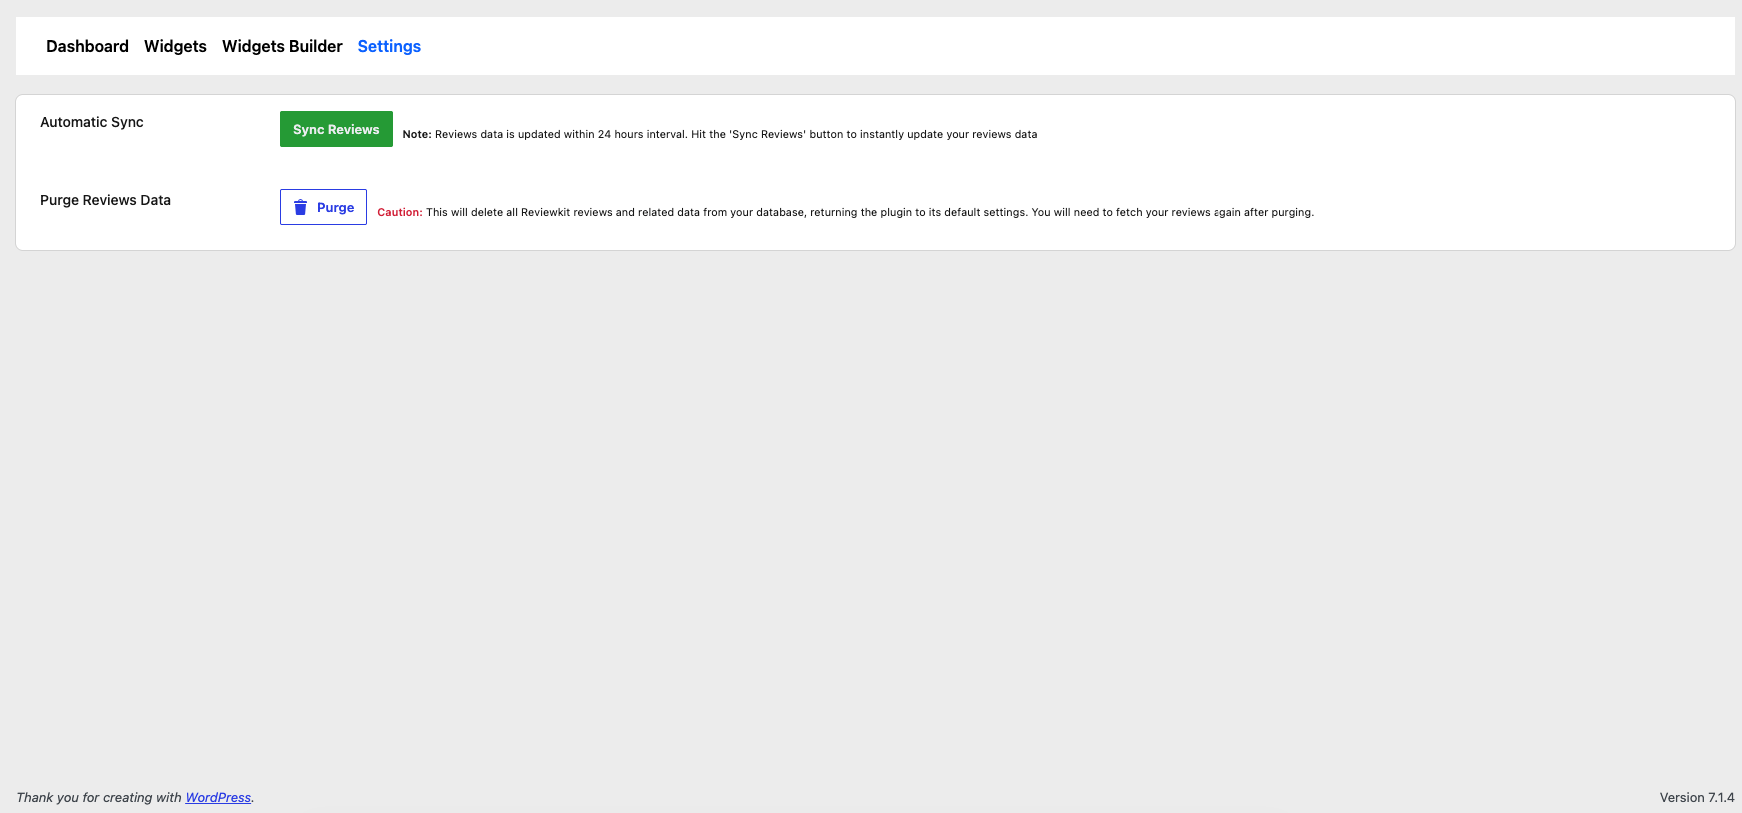 Dashboard Widgets Widgets Builder Settings
Automatic Sync
Sync Reviews
Note: Reviews data is updated within 24 hours interval. Hit the 'Sync Reviews' button to instantly update your reviews data
Purge Reviews Data
Purge
Caution: This will delete all Reviewkit reviews and related data from your database, returning the plugin to its default settings. You will need to fetch your reviews again after purging.
Thank you for creating with WordPress.
Version 7.1.4